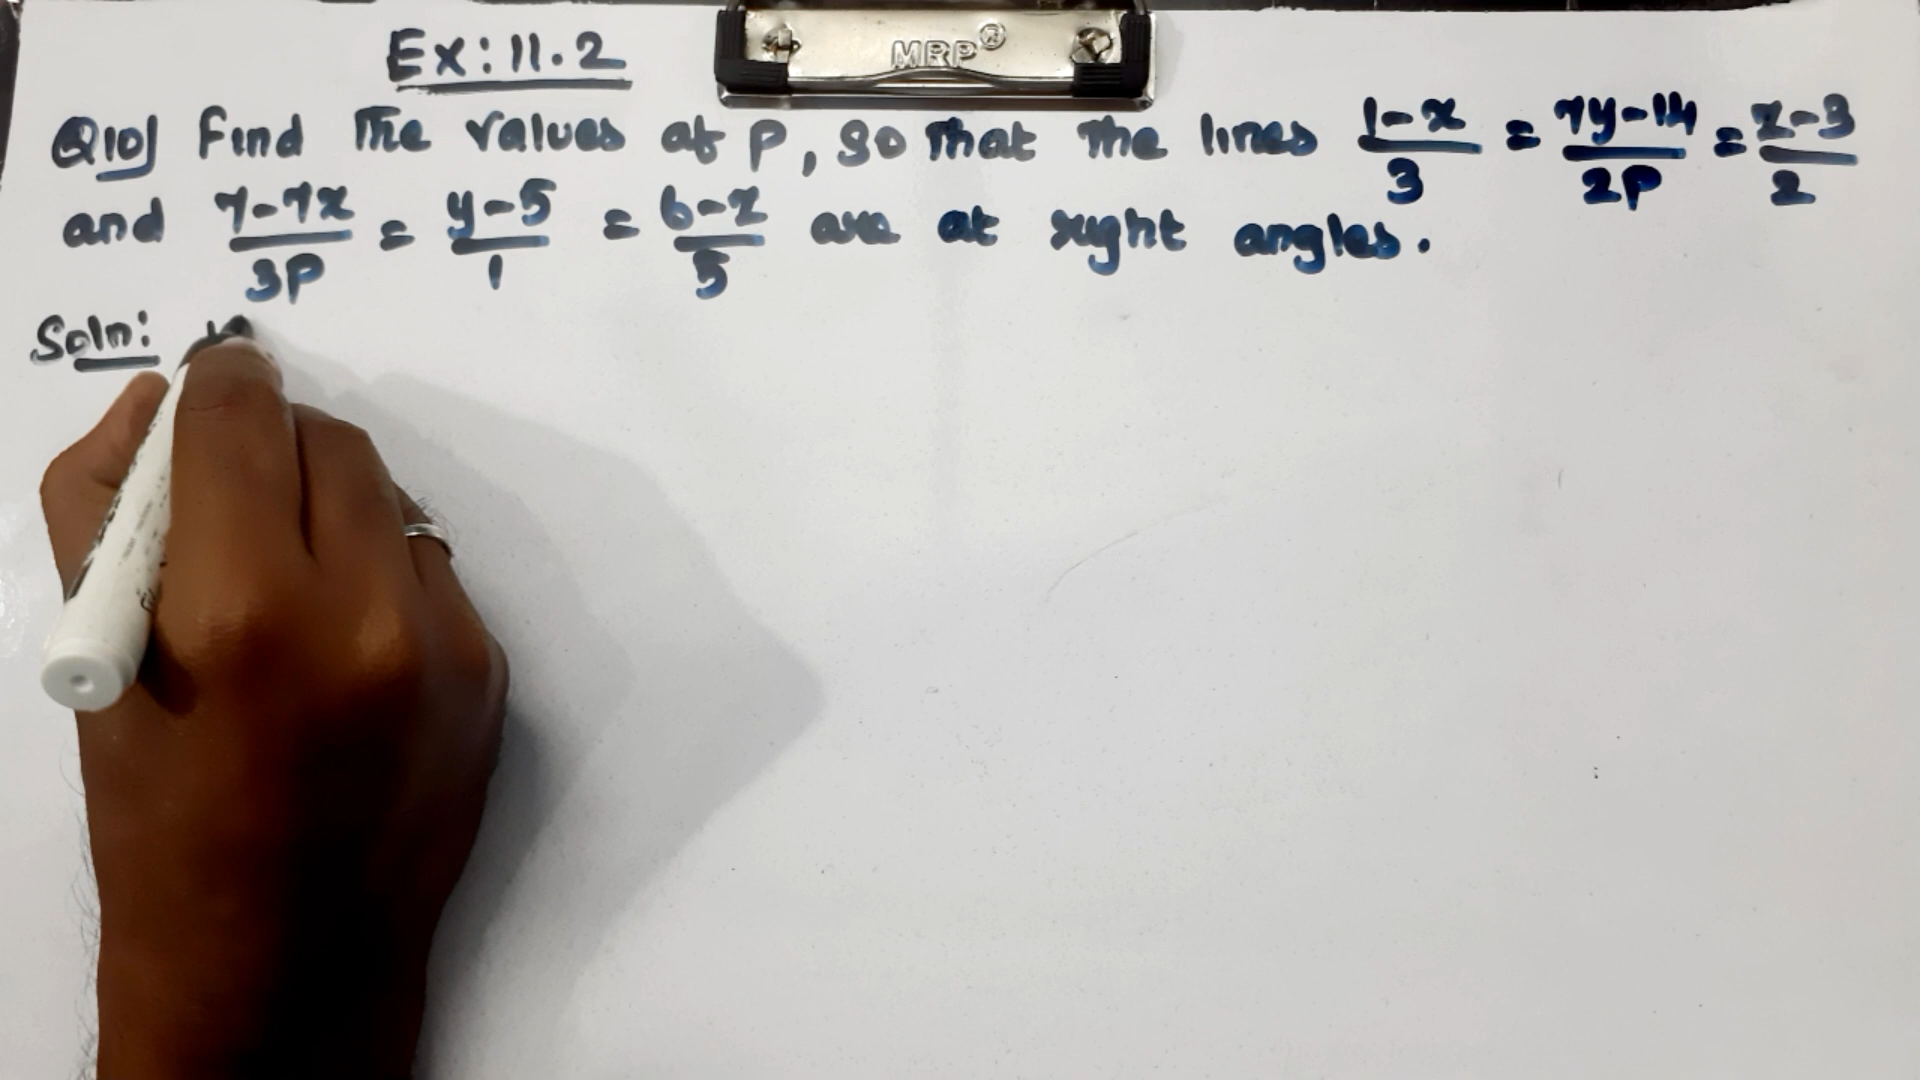 MRP®
Ex: 11.2
Q10) Find the values of P, so that the lines (1-x)/3 = (7y-14)/2P = (z-3)/2
and (7-7x)/3P = (y-5)/1 = (6-z)/5 are at right angles.
Soln: